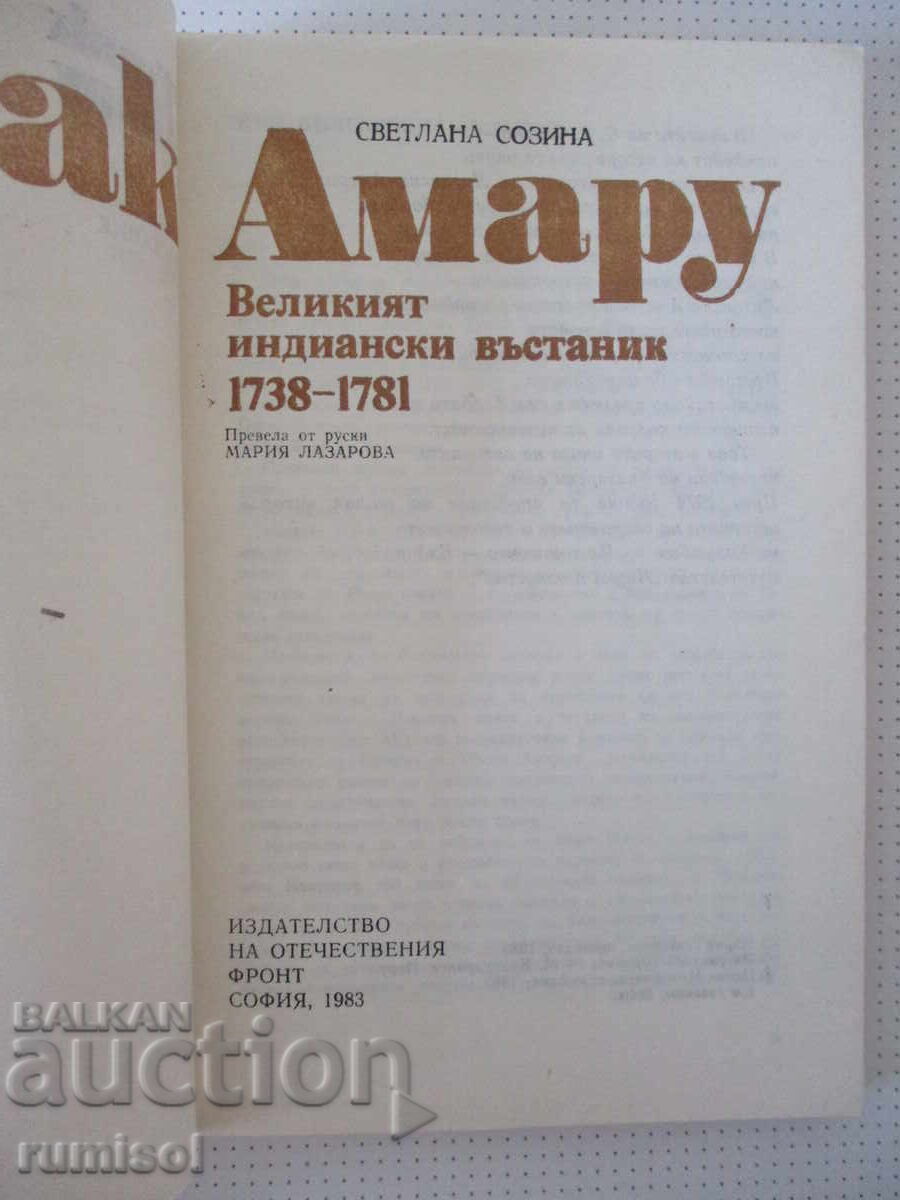 ак
СВЕТЛАНА СОЗИНА
Амару
Великият
индиански въстаник
1738–1781
Превела от руски
МАРИЯ ЛАЗАРОВА
ИЗДАТЕЛСТВО
НА ОТЕЧЕСТВЕНИЯ
ФРОНТ
СОФИЯ, 1983
BALKAN
auction
rumisol